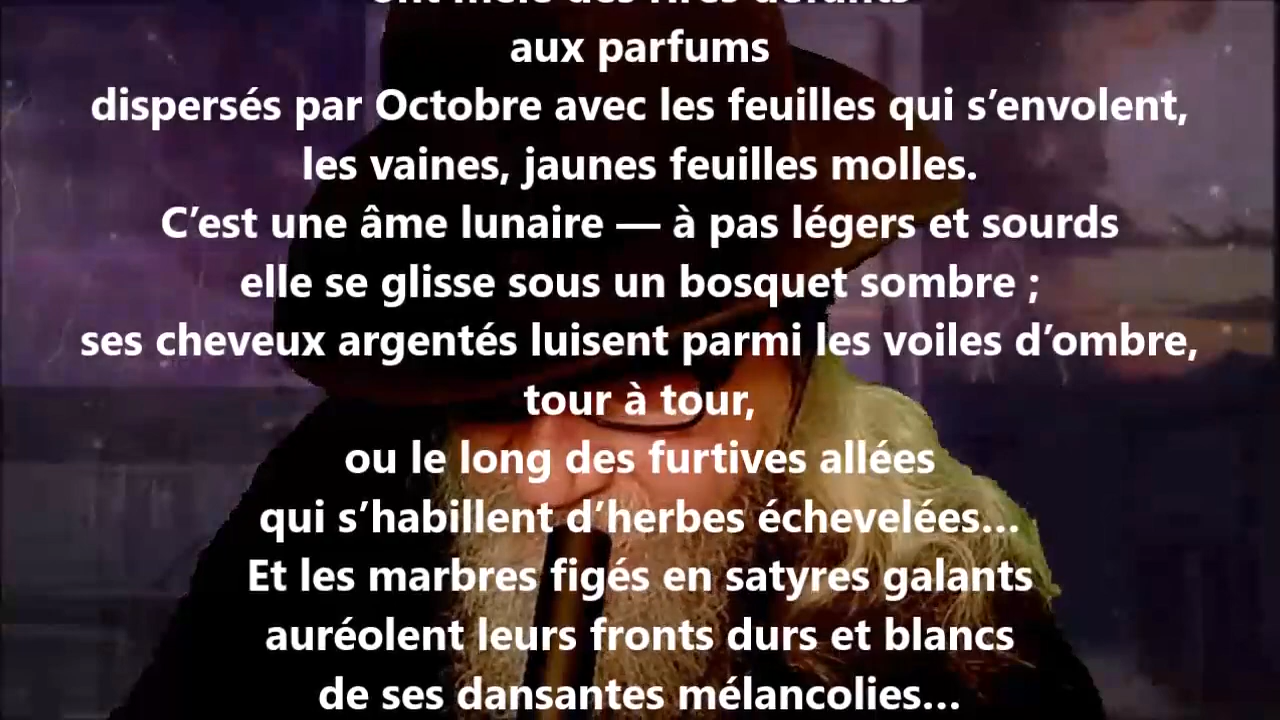 aux parfums
dispersés par Octobre avec les feuilles qui s’envolent,
les vaines, jaunes feuilles molles.
C’est une âme lunaire — à pas légers et sourds
elle se glisse sous un bosquet sombre ;
ses cheveux argentés luisent parmi les voiles d’ombre,
tour à tour,
ou le long des furtives allées
qui s’habillent d’herbes échevelées...
Et les marbres figés en satyres galants
auréolent leurs fronts durs et blancs
de ses dansantes mélancolies...